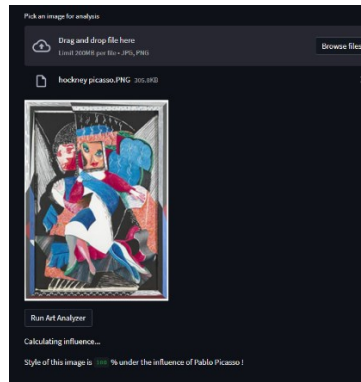 Pick an image for analysis
Drag and drop file here
Limit 200MB per file • JPG, PNG
Browse files
hockney picasso.PNG
Run Art Analyzer
Calculating influence...
Style of this image is 100 % under the influence of Pablo Picasso !